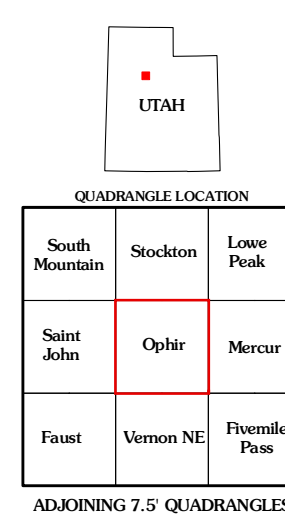 UTAH
QUADRANGLE LOCATION
South Mountain
Stockton
Lowe Peak
Saint John
Ophir
Mercur
Faust
Vernon NE
Fivemile Pass
ADJOINING 7.5' QUADRANGLES